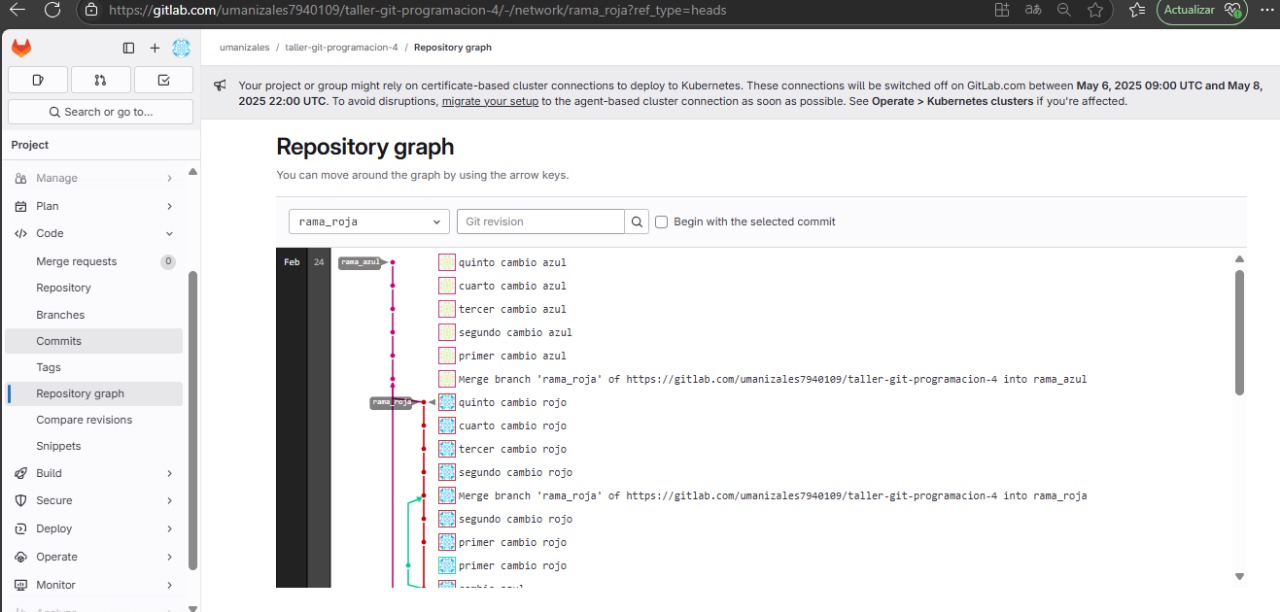 https://gitlab.com/umanizales7940109/taller-git-programacion-4/-/network/rama_roja?ref_type=heads
Actualizar
umanizales / taller-git-programacion-4 / Repository graph
Your project or group might rely on certificate-based cluster connections to deploy to Kubernetes. These connections will be switched off on GitLab.com between May 6, 2025 09:00 UTC and May 8,
2025 22:00 UTC. To avoid disruptions, migrate your setup to the agent-based cluster connection as soon as possible. See Operate > Kubernetes clusters if you're affected.
Search or go to...
Project
Manage
Plan
Code
Merge requests 0
Repository
Branches
Commits
Tags
Repository graph
Compare revisions
Snippets
Build
Secure
Deploy
Operate
Monitor
Repository graph
You can move around the graph by using the arrow keys.
rama_roja
Git revision
Begin with the selected commit
Feb 24
rama_azul quinto cambio azul
cuarto cambio azul
tercer cambio azul
segundo cambio azul
primer cambio azul
Merge branch 'rama_roja' of https://gitlab.com/umanizales7940109/taller-git-programacion-4 into rama_azul
rama_roja quinto cambio rojo
cuarto cambio rojo
tercer cambio rojo
segundo cambio rojo
Merge branch 'rama_roja' of https://gitlab.com/umanizales7940109/taller-git-programacion-4 into rama_roja
segundo cambio rojo
primer cambio rojo
primer cambio rojo